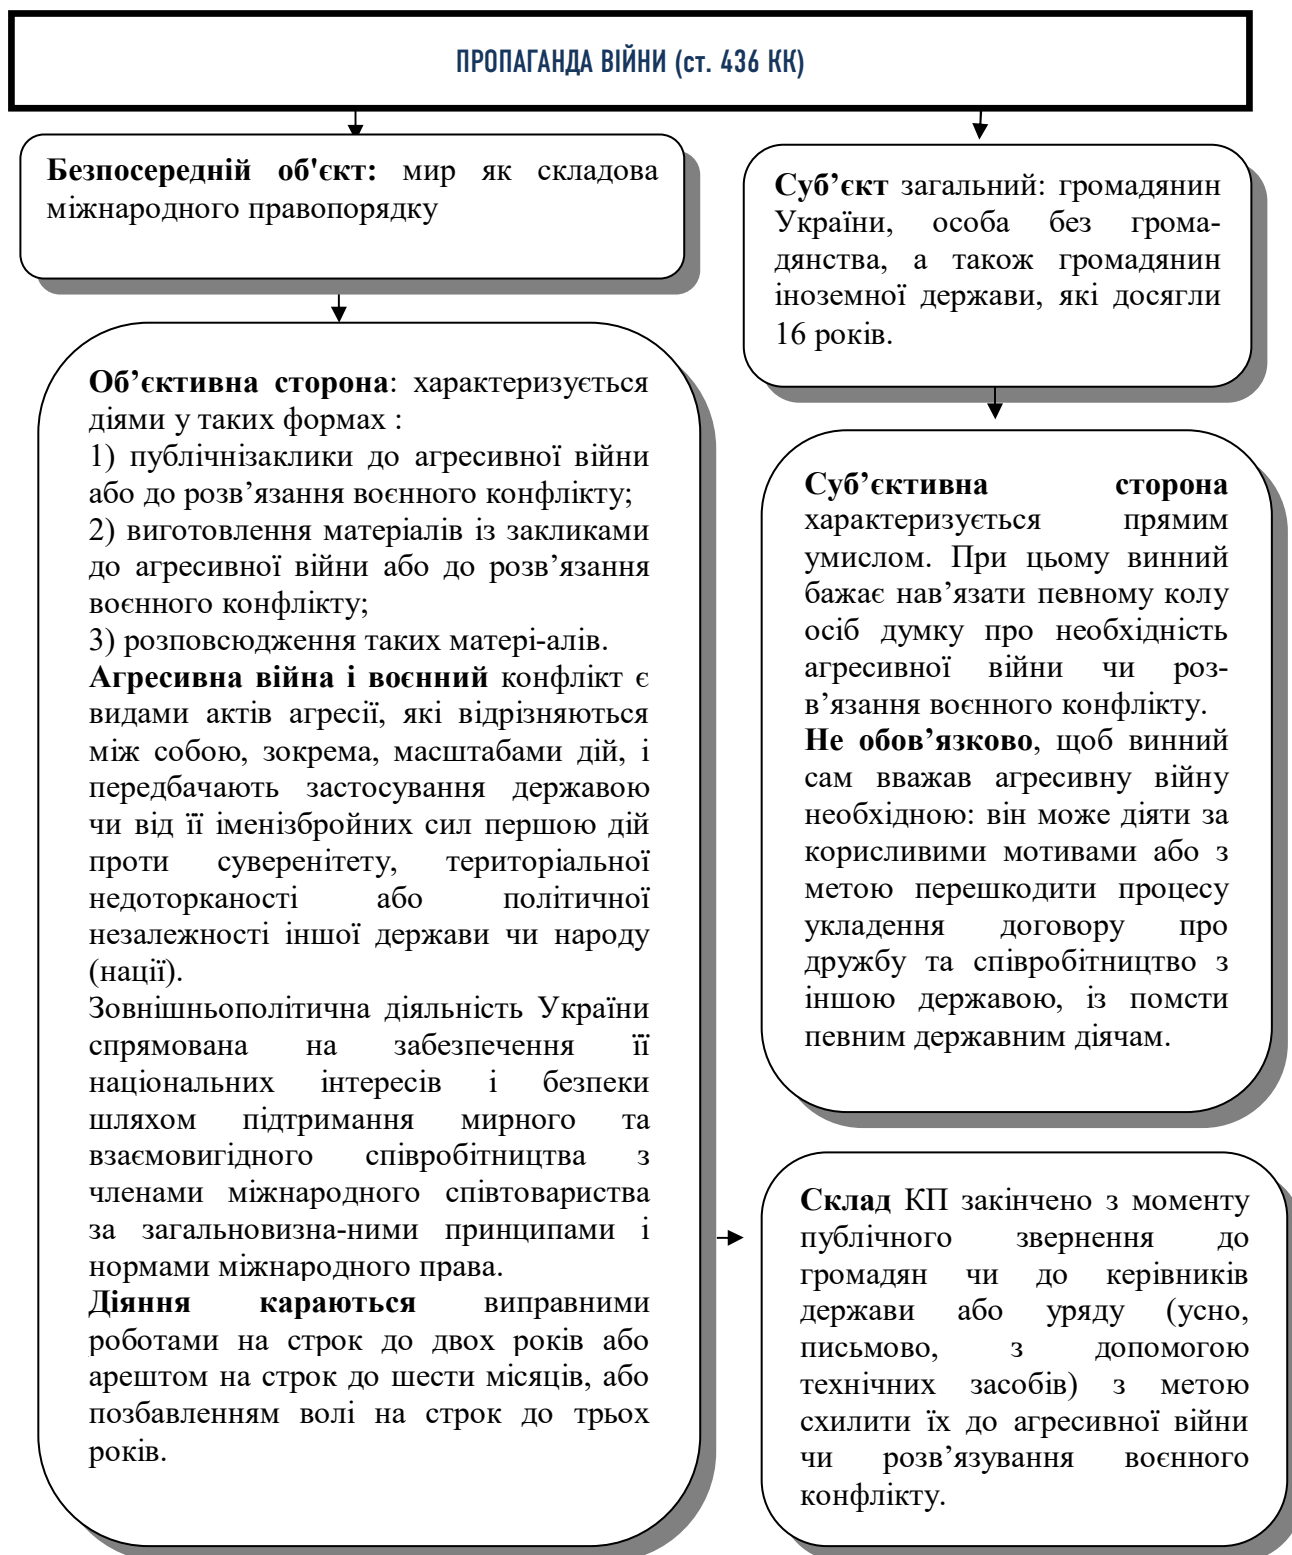 ПРОПАГАНДА ВІЙНИ (ст. 436 КК)
Безпосередній об'єкт: мир як складова
міжнародного правопорядку
Об’єктивна сторона: характеризується
діями у таких формах :
1) публічнізаклики до агресивної війни
або до розв’язання воєнного конфлікту;
2) виготовлення матеріалів із закликами
до агресивної війни або до розв’язання
воєнного конфлікту;
3) розповсюдження таких матері-алів.
Агресивна війна і воєнний конфлікт є
видами актів агресії, які відрізняються
між собою, зокрема, масштабами дій, і
передбачають застосування державою
чи від її іменізбройних сил першою дій
проти суверенітету, територіальної
недоторканості або політичної
незалежності іншої держави чи народу
(нації).
Зовнішньополітична діяльність України
спрямована на забезпечення її
національних інтересів і безпеки
шляхом підтримання мирного та
взаємовигідного співробітництва з
членами міжнародного співтовариства
за загальновизна-ними принципами і
нормами міжнародного права.
Діяння караються виправними
роботами на строк до двох років або
арештом на строк до шести місяців, або
позбавленням волі на строк до трьох
років.
Суб’єкт загальний: громадянин
України, особа без грома-
дянства, а також громадянин
іноземної держави, які досягли
16 років.
Суб’єктивна сторона
характеризується прямим
умислом. При цьому винний
бажає нав’язати певному колу
осіб думку про необхідність
агресивної війни чи роз-
в’язання воєнного конфлікту.
Не обов’язково, щоб винний
сам вважав агресивну війну
необхідною: він може діяти за
корисливими мотивами або з
метою перешкодити процесу
укладення договору про
дружбу та співробітництво з
іншою державою, із помсти
певним державним діячам.
Склад КП закінчено з моменту
публічного звернення до
громадян чи до керівників
держави або уряду (усно,
письмово, з допомогою
технічних засобів) з метою
схилити їх до агресивної війни
чи розв’язування воєнного
конфлікту.